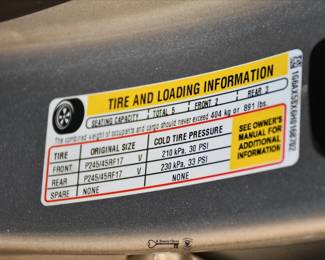 TIRE AND LOADING INFORMATION
SEATING CAPACITY TOTAL 5 FRONT 2 REAR 3
The combined weight of occupants and cargo should never exceed 404 kg or 891 lbs.
TIRE ORIGINAL SIZE COLD TIRE PRESSURE
FRONT P245/45RF17 V 210 kPa, 30 PSI
REAR P245/45RF17 V 230 kPa, 33 PSI
SPARE NONE NONE
SEE OWNER'S
MANUAL FOR
ADDITIONAL
INFORMATION